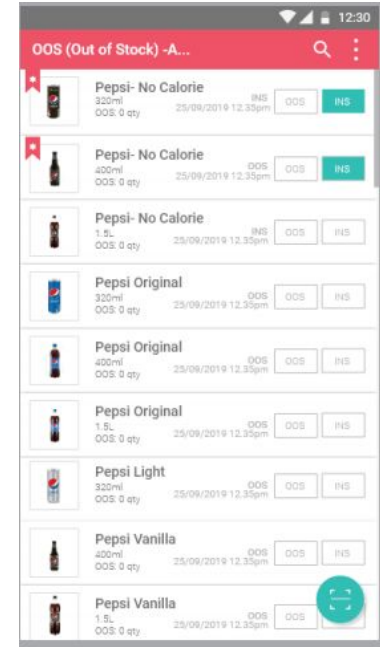 12:30
OOS (Out of Stock) -A...
Pepsi- No Calorie
320ml INS
OOS: 0 qty 25/09/2019 12.35pm OOS INS
Pepsi- No Calorie
400ml OOS
OOS: 0 qty 25/09/2019 12.35pm OOS INS
Pepsi- No Calorie
1.5L INS
OOS: 0 qty 25/09/2019 12.35pm OOS INS
Pepsi Original
320ml OOS
OOS: 0 qty 25/09/2019 12.35pm OOS INS
Pepsi Original
400ml OOS
OOS: 0 qty 25/09/2019 12.35pm OOS INS
Pepsi Original
1.5L OOS
OOS: 0 qty 25/09/2019 12.35pm OOS INS
Pepsi Light
320ml OOS
OOS: 0 qty 25/09/2019 12.35pm OOS INS
Pepsi Vanilla
400ml OOS
OOS: 0 qty 25/09/2019 12.35pm OOS INS
Pepsi Vanilla
1.5L OOS
OOS: 0 qty 25/09/2019 12.35pm OOS